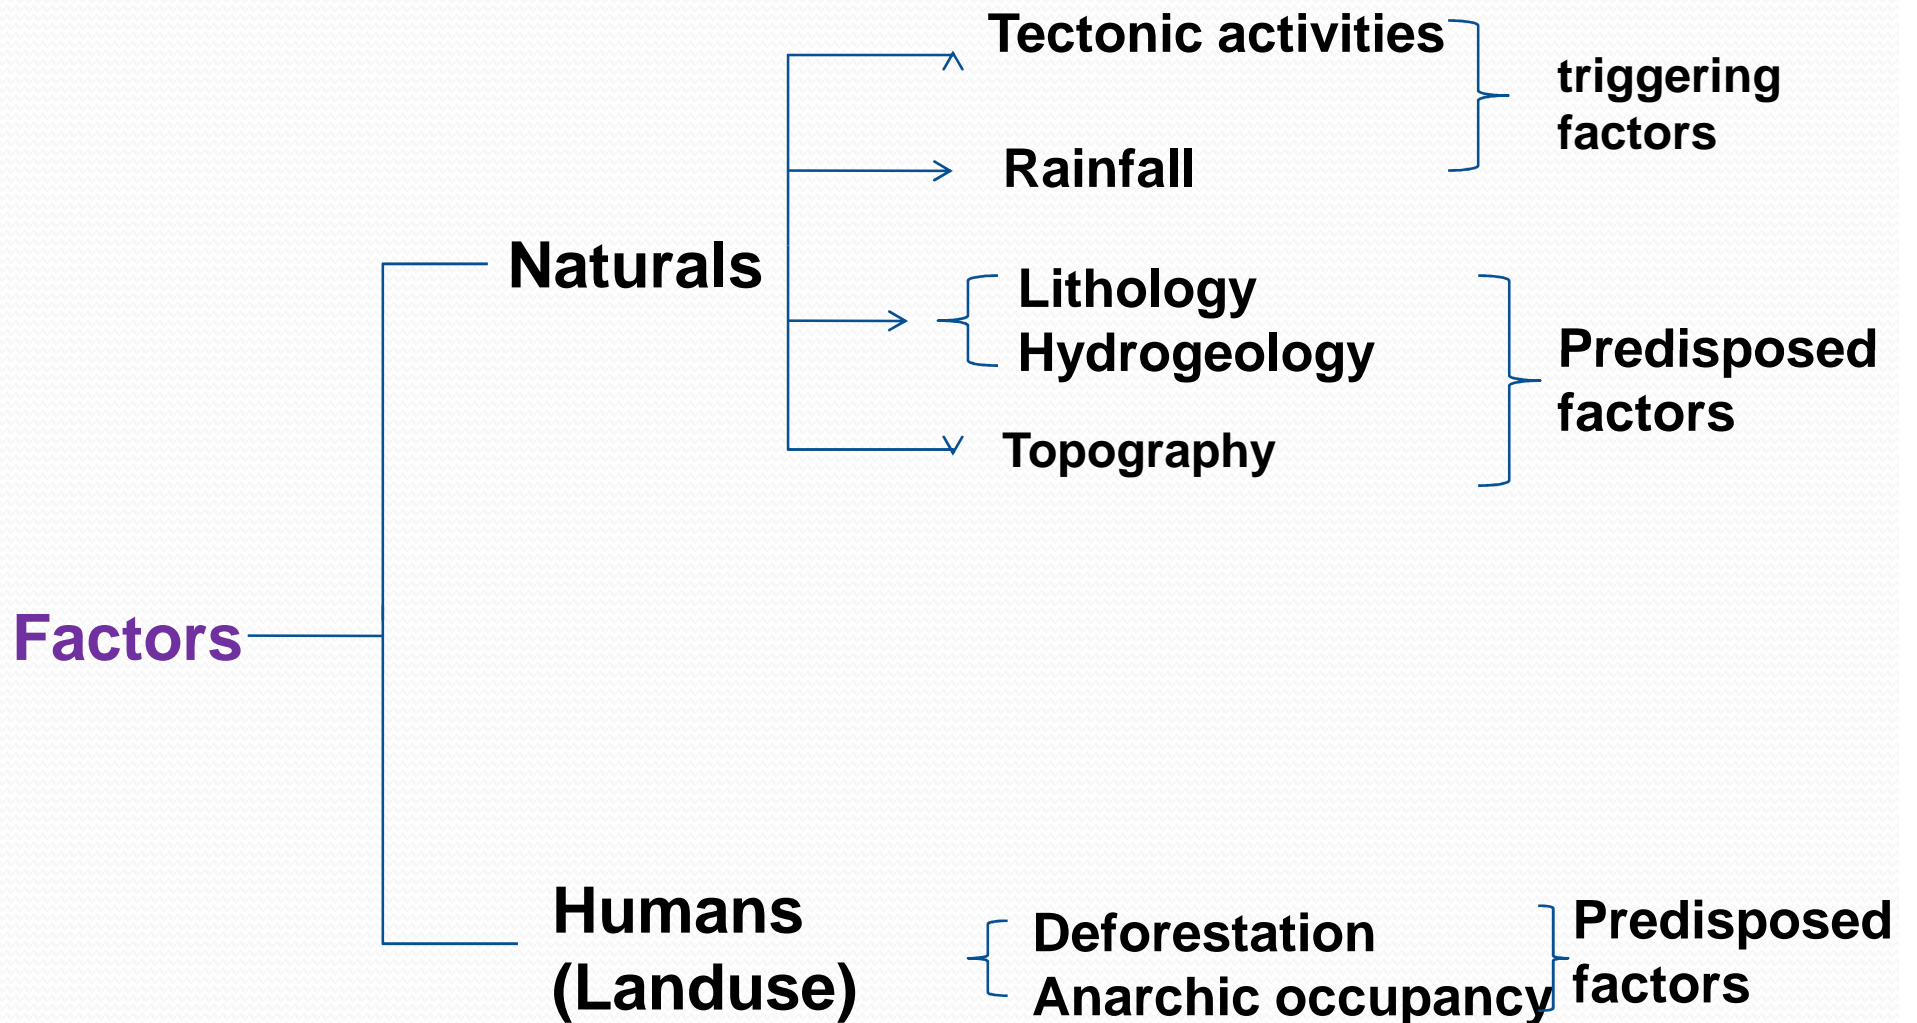 Tectonic activities
triggering
factors
Rainfall
Naturals
Lithology
Hydrogeology
Predisposed
factors
Topography
Factors
Humans
(Landuse)
Deforestation
Anarchic occupancy
Predisposed
factors